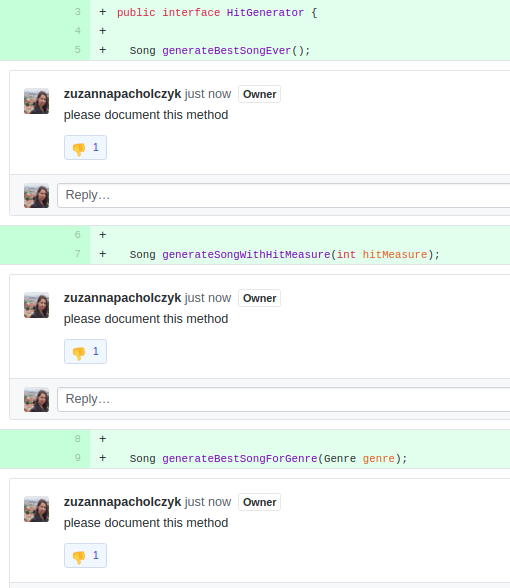 3 + public interface HitGenerator {
4 +
5 + Song generateBestSongEver();
zuzannapacholczyk just now Owner
please document this method
👎 1
Reply…
6 +
7 + Song generateSongWithHitMeasure(int hitMeasure);
zuzannapacholczyk just now Owner
please document this method
👎 1
Reply…
8 +
9 + Song generateBestSongForGenre(Genre genre);
zuzannapacholczyk just now Owner
please document this method
👎 1